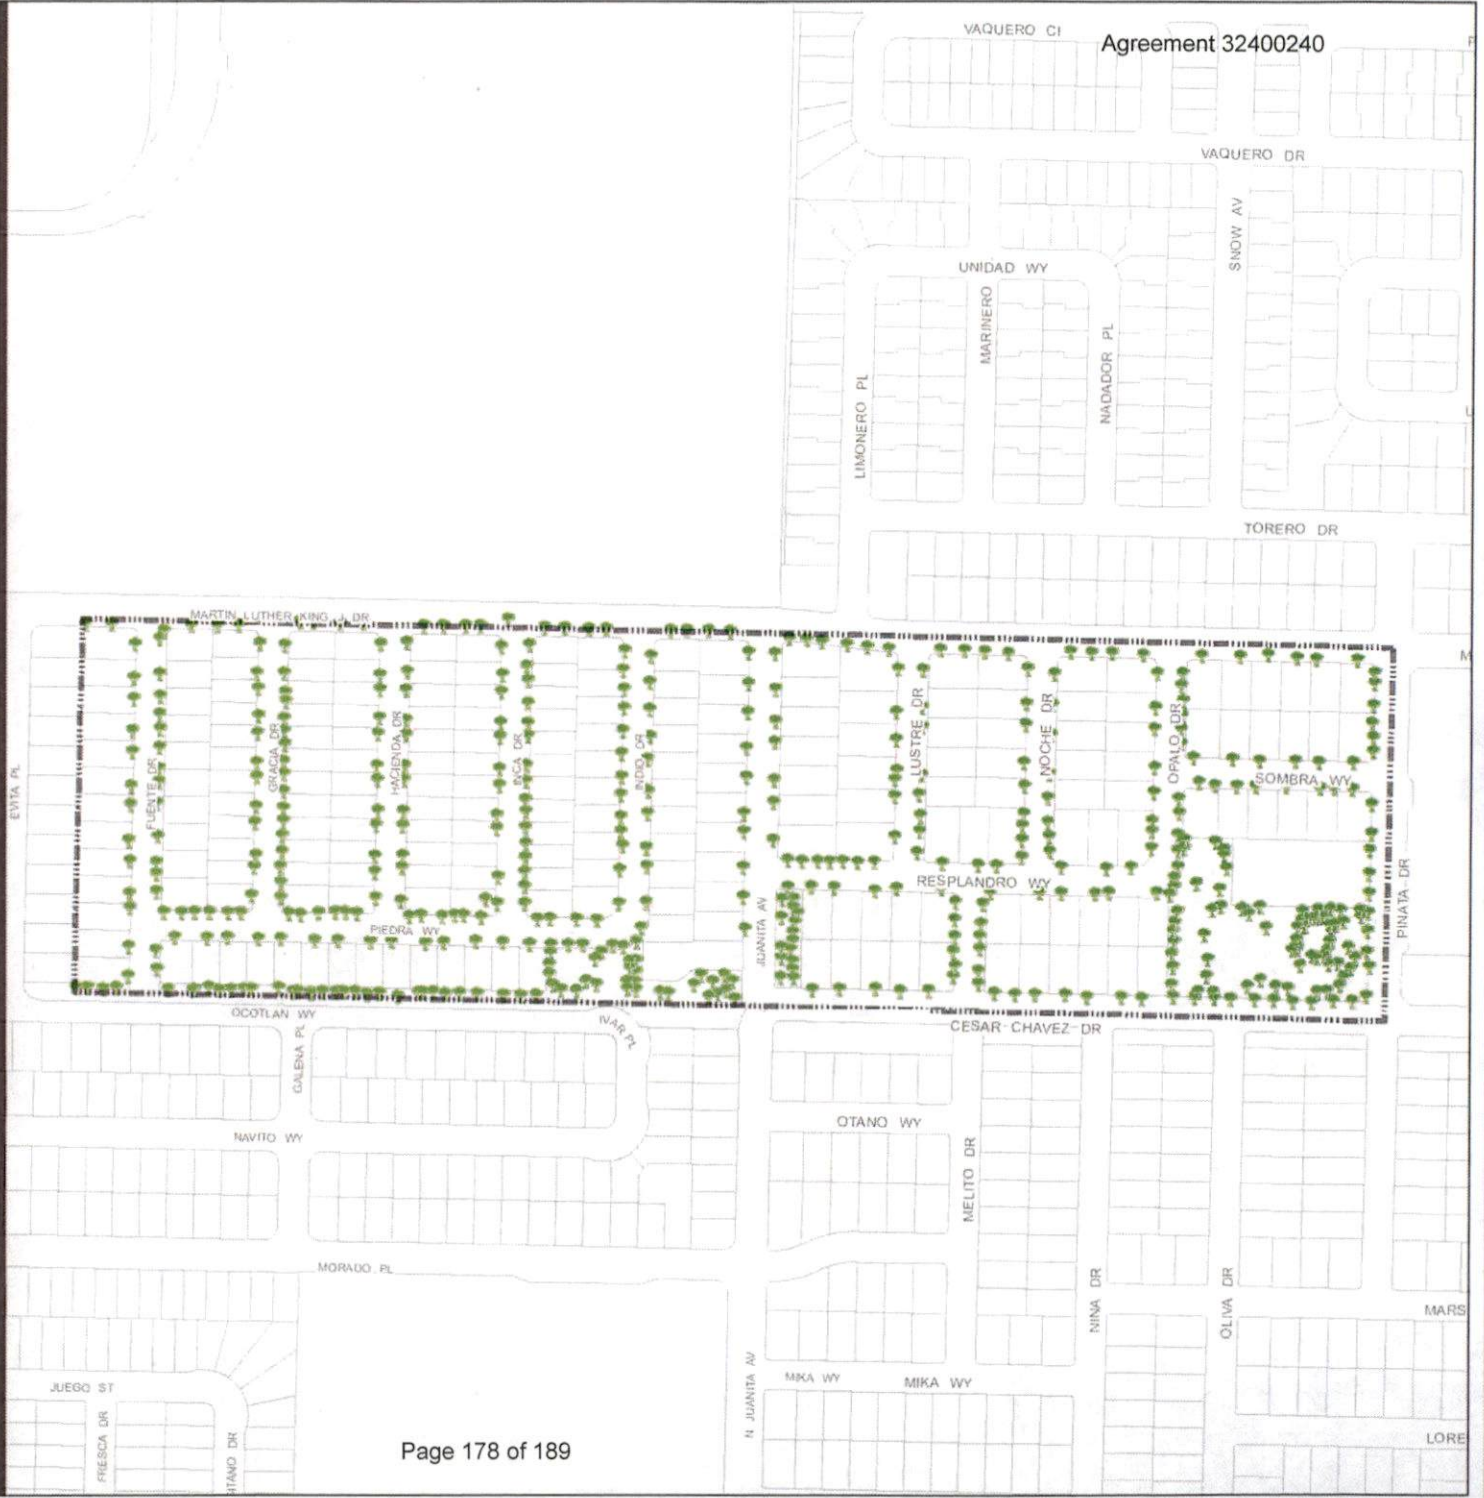 VAQUERO CI
Agreement 32400240
VAQUERO DR
SNOW AV
UNIDAD WY
MARINERO
NADADOR PL
LIMONERO PL
TORERO DR
MARTIN LUTHER KING J DR
M
EVITA PL
FUENTE DR
GRACIA DR
HACIENDA DR
INCA DR
INDIO DR
LUSTRE DR
NOCHE DR
OPALO DR
SOMBRA WY
RESPLANDRO WY
PIEDRA WY
JUANITA AV
PINATA DR
OCOTLAN WY
GALENA PL
IVAR PL
CESAR CHAVEZ DR
NAVITO WY
OTANO WY
MELITO DR
MORADO PL
NINA DR
OLIVA DR
MARS
JUEGO ST
N JUANITA AV
MIKA WY
MIKA WY
FRESCA DR
ITANO DR
LORE
Page 178 of 189